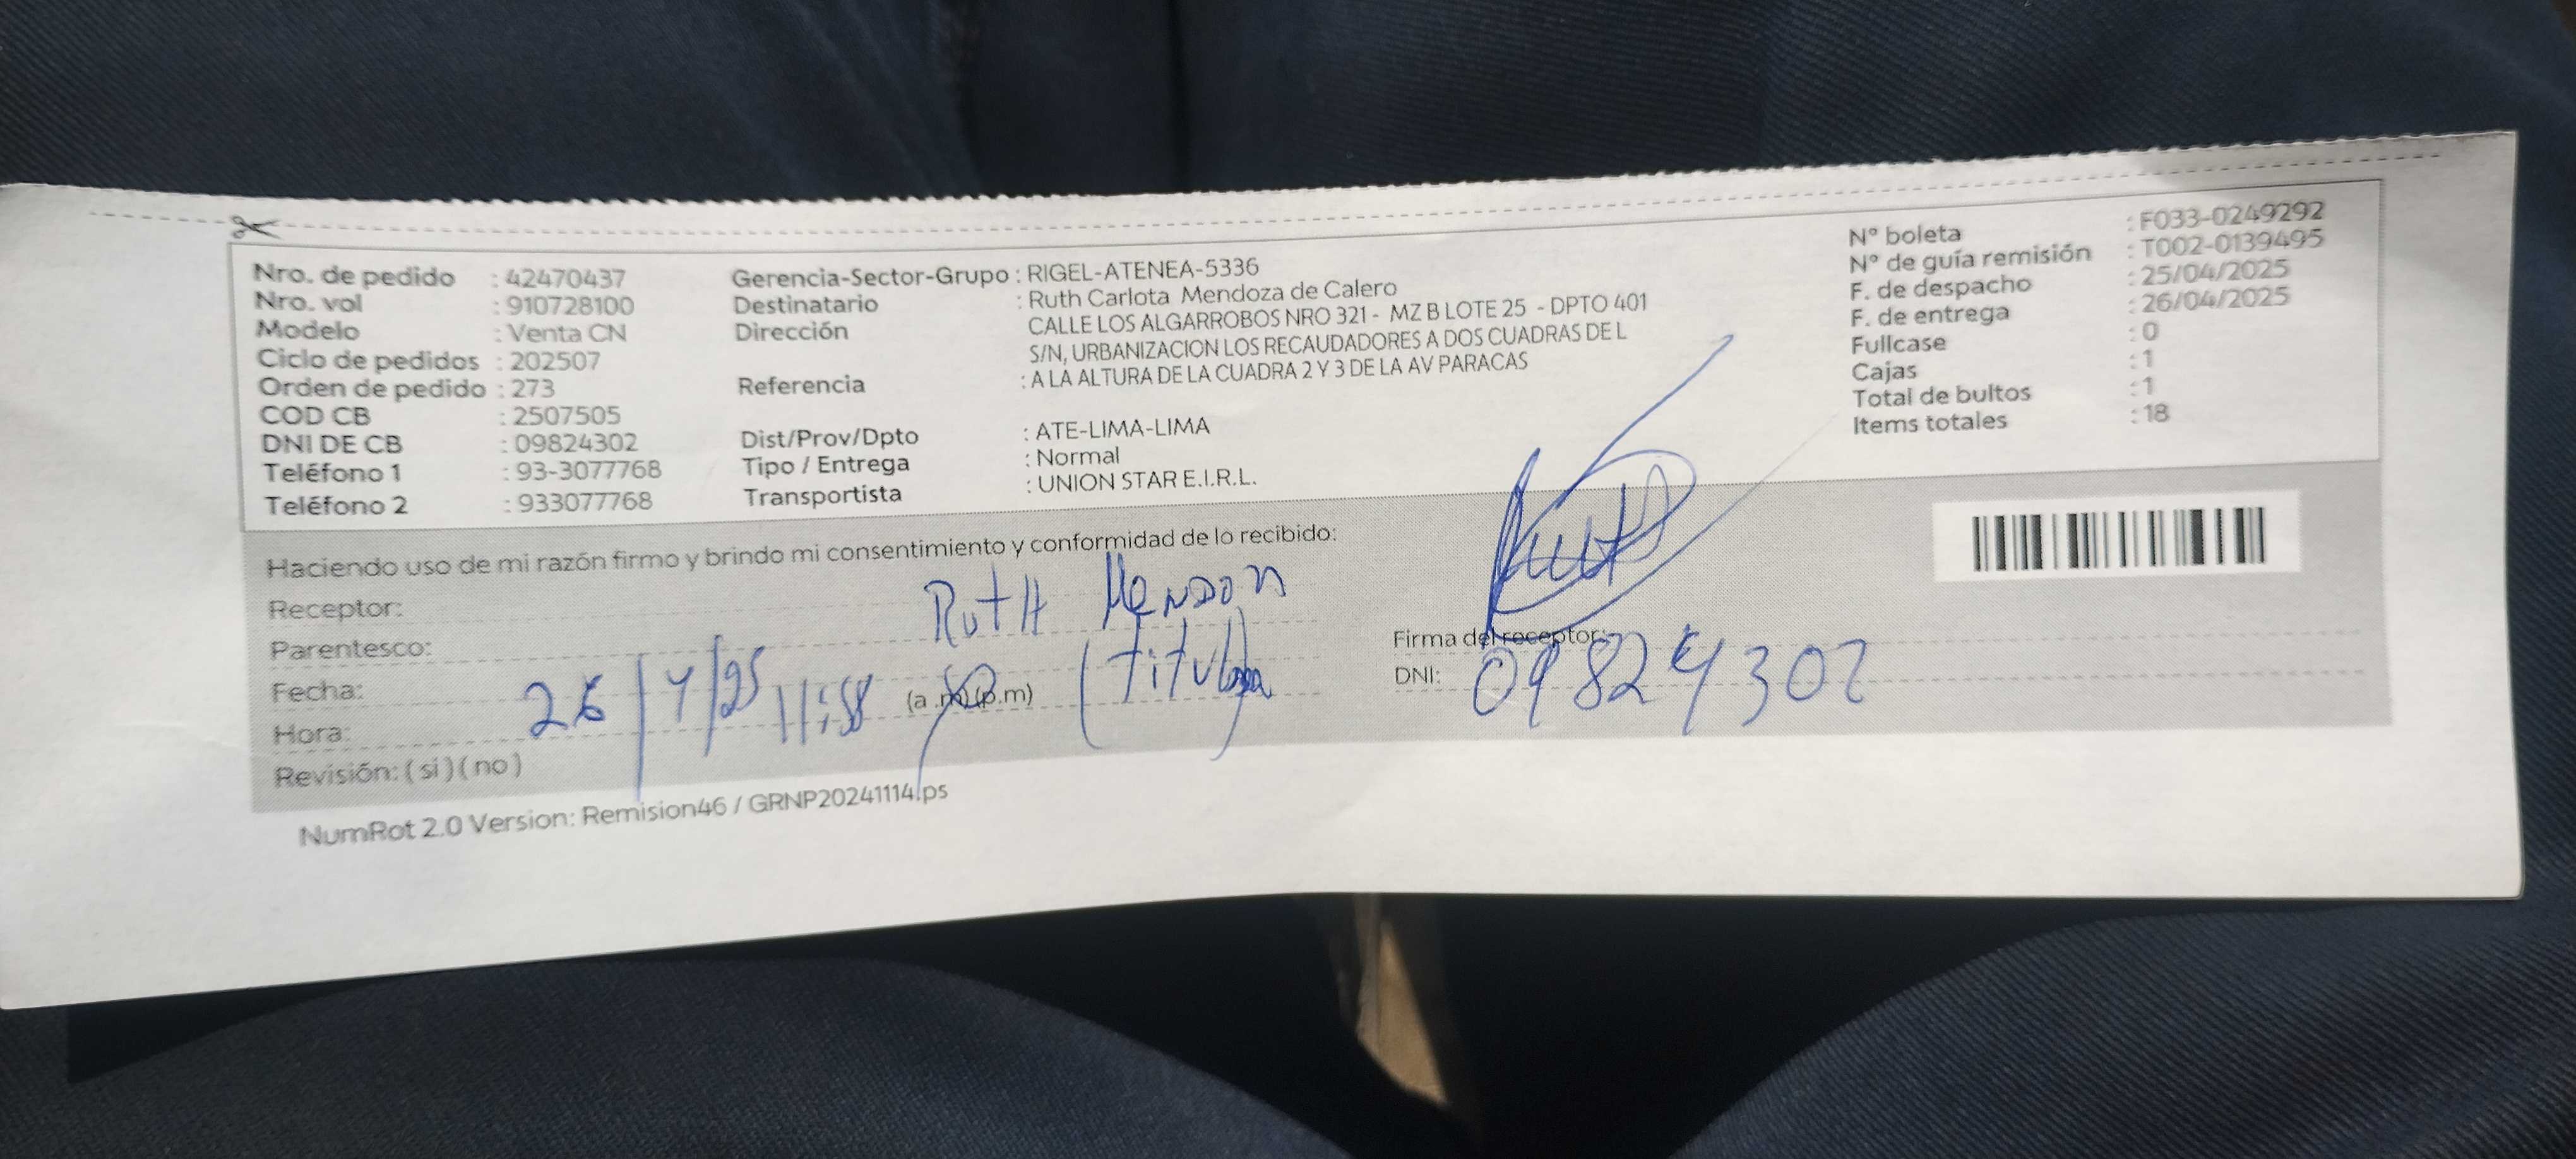 Nro. de pedido : 42470437
Nro. vol : 910728100
Modelo : Venta CN
Ciclo de pedidos : 202507
Orden de pedido : 273
COD CB : 2507505
DNI DE CB : 09824302
Teléfono 1 : 93-3077768
Teléfono 2 : 933077768
Gerencia-Sector-Grupo : RIGEL-ATENEA-5336
Destinatario : Ruth Carlota Mendoza de Calero
Dirección CALLE LOS ALGARROBOS NRO 321 - MZ B LOTE 25 - DPTO 401
S/N, URBANIZACION LOS RECAUDADORES A DOS CUADRAS DE L
Referencia : A LA ALTURA DE LA CUADRA 2 Y 3 DE LA AV PARACAS
Dist/Prov/Dpto : ATE-LIMA-LIMA
Tipo / Entrega : Normal
Transportista : UNION STAR E.I.R.L.
N° boleta : F033-0249292
N° de guía remisión : T002-0139495
F. de despacho : 25/04/2025
F. de entrega : 26/04/2025
Fullcase : 0
Cajas : 1
Total de bultos : 1
Items totales : 18
Haciendo uso de mi razón firmo y brindo mi consentimiento y conformidad de lo recibido:
Receptor: Ruth
Parentesco:
Fecha: 26/4/25
Hora: 11:58 (a .m) (p.m)
Revisión: ( si ) ( no )
Firma del receptor:
DNI: 09824302
NumRot 2.0 Version: Remision46 / GRNP20241114.ps